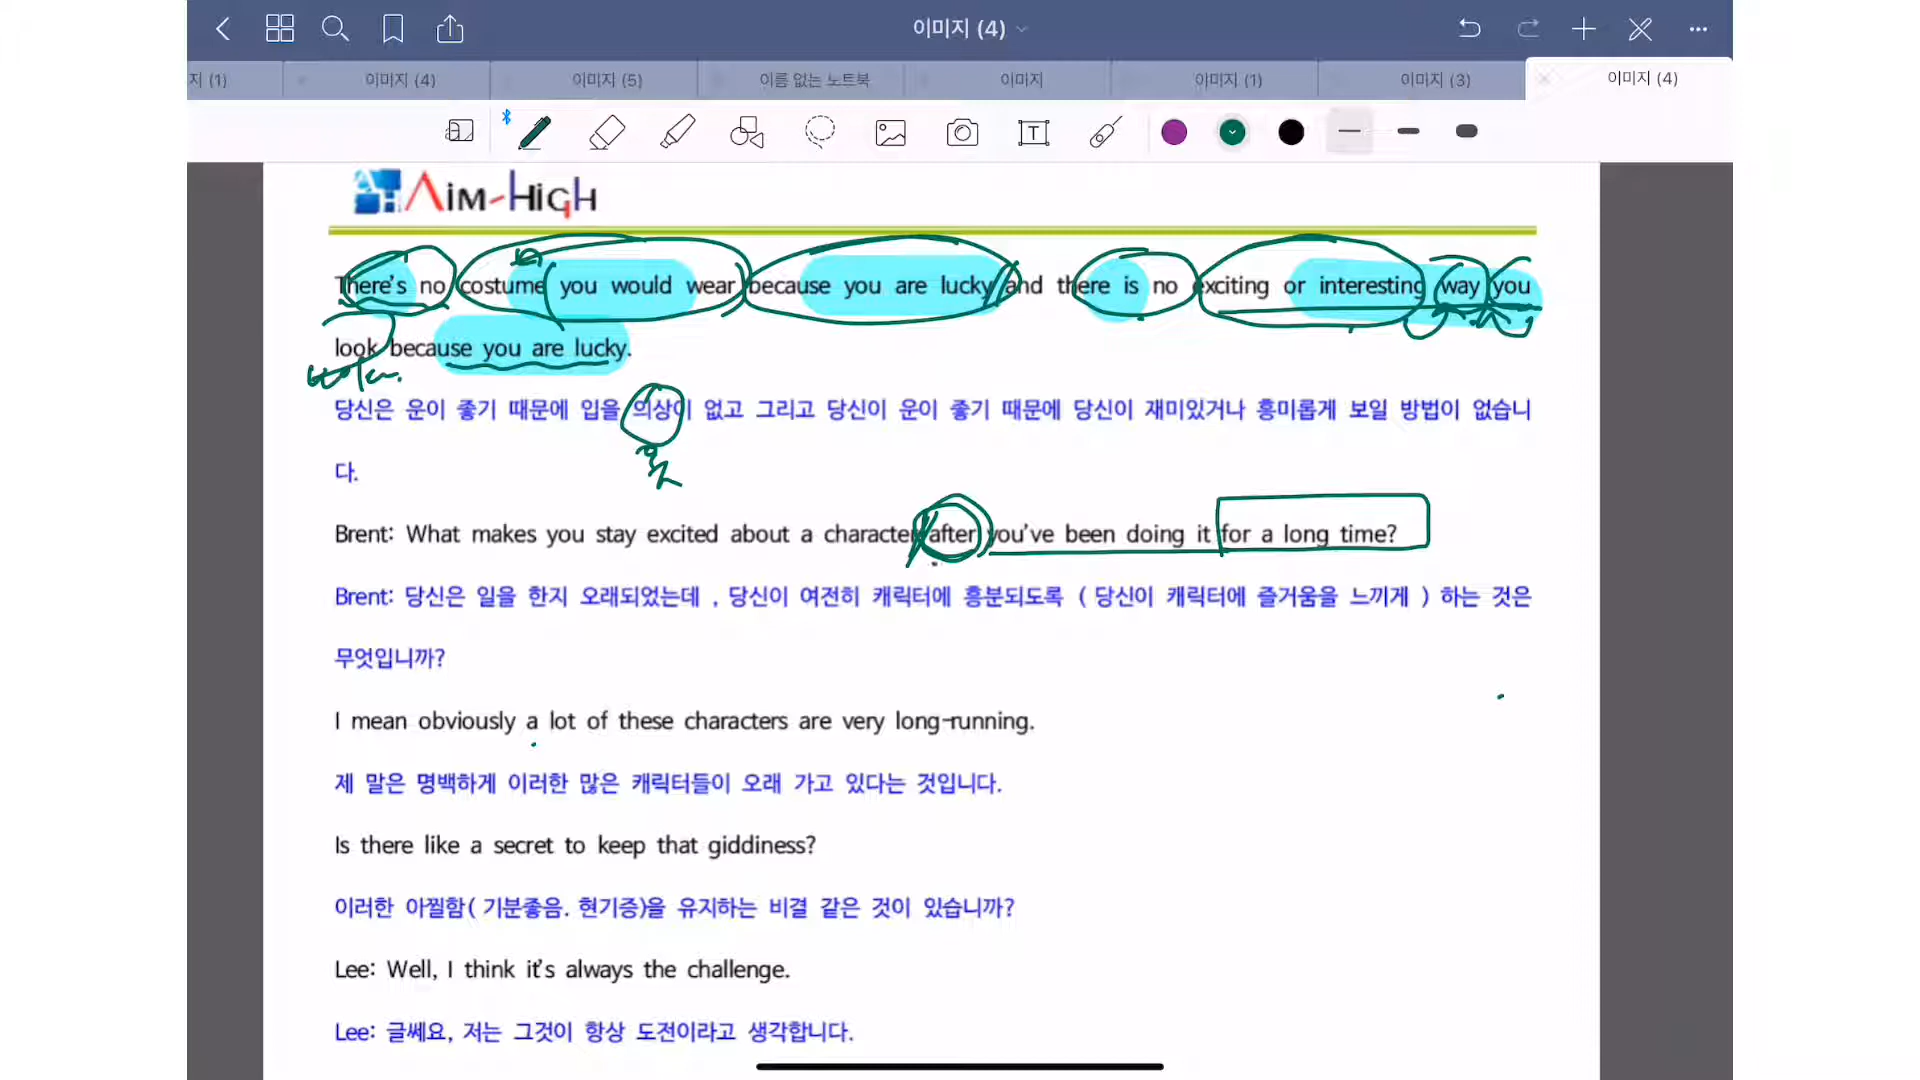 이미지 (4)
지 (1)
이미지 (4)
이미지 (5)
이름 없는 노트북
이미지
이미지 (1)
이미지 (3)
이미지 (4)
AiM-HigH
There's no costume you would wear because you are lucky and there is no exciting or interesting way you
look because you are lucky.
당신은 운이 좋기 때문에 입을 의상이 없고 그리고 당신이 운이 좋기 때문에 당신이 재미있거나 흥미롭게 보일 방법이 없습니
다.
Brent: What makes you stay excited about a character after you've been doing it for a long time?
Brent: 당신은 일을 한지 오래되었는데 , 당신이 여전히 캐릭터에 흥분되도록 ( 당신이 캐릭터에 즐거움을 느끼게 ) 하는 것은
무엇입니까?
I mean obviously a lot of these characters are very long-running.
제 말은 명백하게 이러한 많은 캐릭터들이 오래 가고 있다는 것입니다.
Is there like a secret to keep that giddiness?
이러한 아찔함( 기분좋음. 현기증)을 유지하는 비결 같은 것이 있습니까?
Lee: Well, I think it's always the challenge.
Lee: 글쎄요, 저는 그것이 항상 도전이라고 생각합니다.